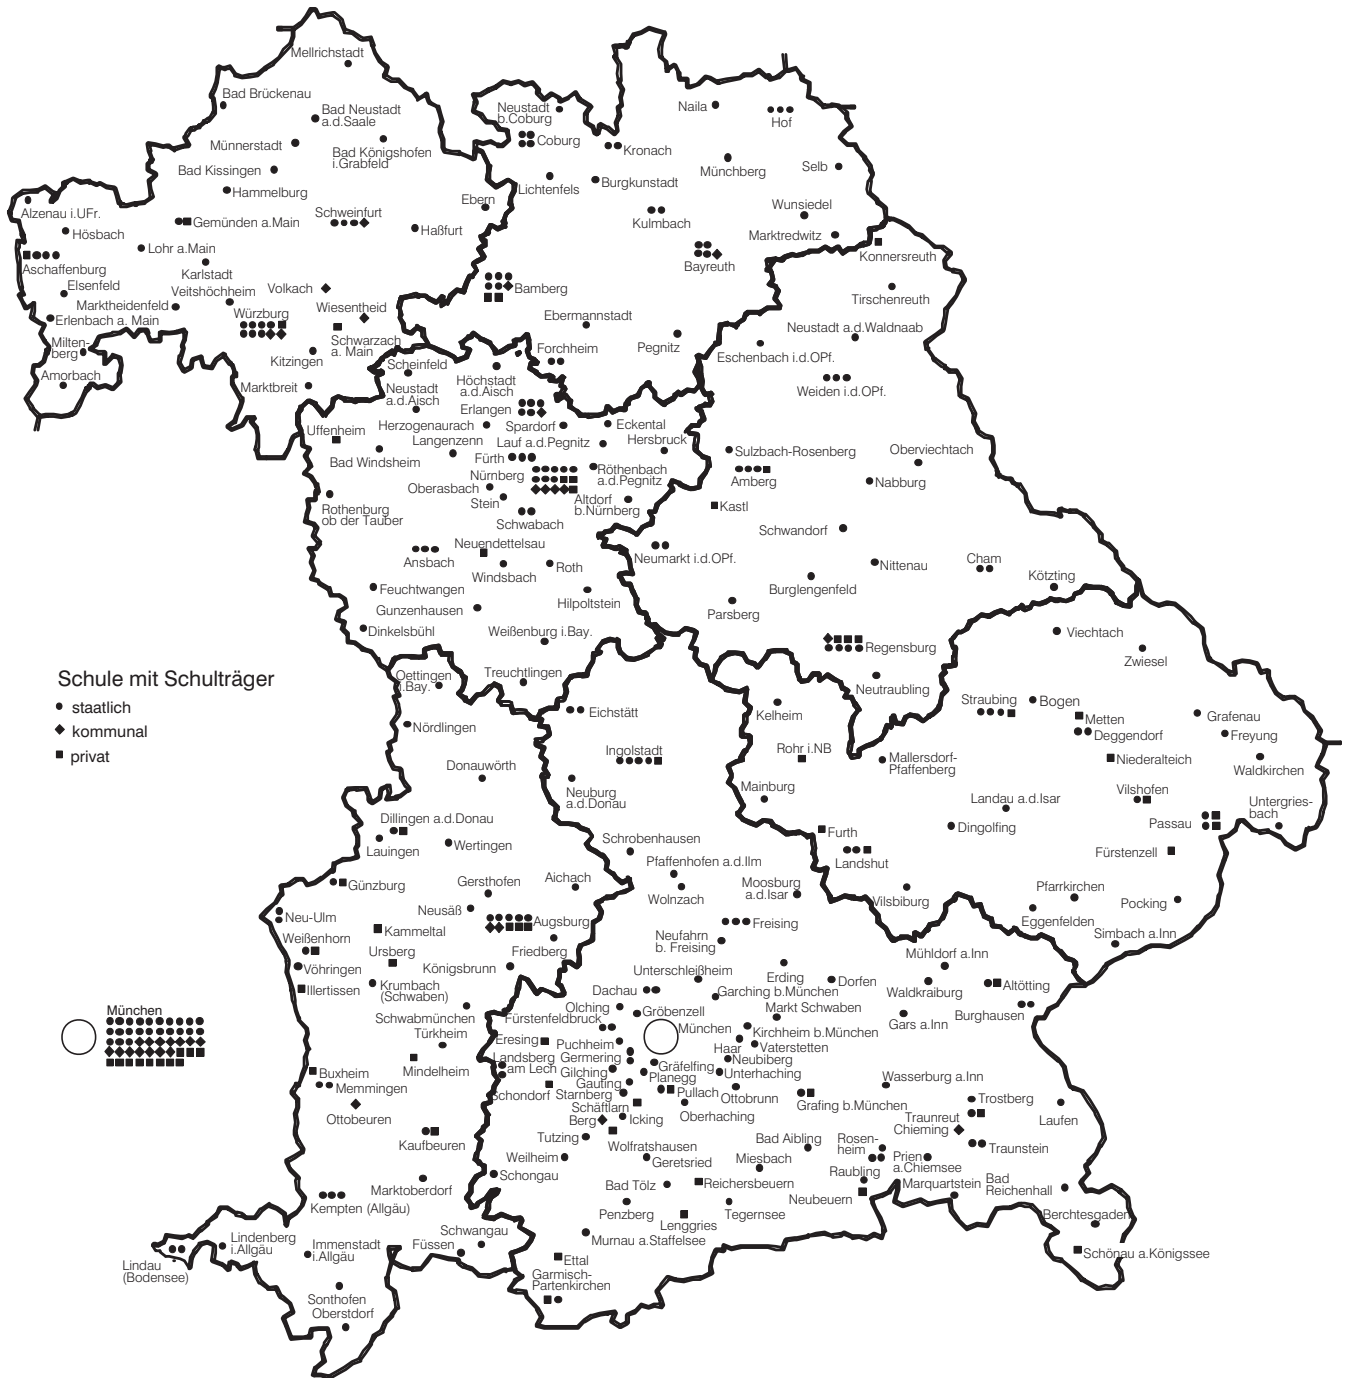 Mellrichstadt
Bad Brückenau
Bad Neustadt
a.d.Saale
Münnerstadt
Bad Königshofen
i.Grabfeld
Bad Kissingen
Hammelburg
Alzenau i.UFr.
Hösbach
Gemünden a.Main
Schweinfurt
Ebern
Haßfurt
Lohr a.Main
Aschaffenburg
Karlstadt
Elsenfeld
Veitshöchheim
Volkach
Marktheidenfeld
Erlenbach a. Main
Würzburg
Wiesentheid
Schwarzach
a. Main
Milten-
berg
Kitzingen
Amorbach
Marktbreit
Neustadt
b.Coburg
Coburg
Kronach
Naila
Hof
Münchberg
Selb
Lichtenfels
Burgkunstadt
Kulmbach
Wunsiedel
Marktredwitz
Bayreuth
Bamberg
Ebermannstadt
Forchheim
Pegnitz
Konnersreuth
Tirschenreuth
Neustadt a.d.Waldnaab
Eschenbach i.d.OPf.
Weiden i.d.OPf.
Scheinfeld
Höchstadt
a.d.Aisch
Neustadt
a.d.Aisch
Erlangen
Herzogenaurach
Spardorf
Eckental
Uffenheim
Langenzenn
Lauf a.d.Pegnitz
Hersbruck
Bad Windsheim
Fürth
Nürnberg
Röthenbach
a.d.Pegnitz
Oberasbach
Stein
Altdorf
b.Nürnberg
Rothenburg
ob der Tauber
Schwabach
Neuendettelsau
Ansbach
Windsbach
Roth
Feuchtwangen
Hilpoltstein
Gunzenhausen
Dinkelsbühl
Weißenburg i.Bay.
Treuchtlingen
Sulzbach-Rosenberg
Oberviechtach
Amberg
Nabburg
Kastl
Schwandorf
Neumarkt i.d.OPf.
Nittenau
Cham
Burglengenfeld
Kötzting
Parsberg
Regensburg
Neutraubling
Viechtach
Zwiesel
Schule mit Schulträger
staatlich
kommunal
privat
Oettingen
i.Bay.
Nördlingen
Donauwörth
Dillingen a.d.Donau
Lauingen
Wertingen
Günzburg
Gersthofen
Aichach
Neu-Ulm
Neusäß
Augsburg
Kammeltal
Weißenhorn
Ursberg
Friedberg
Vöhringen
Königsbrunn
Illertissen
Krumbach
(Schwaben)
Schwabmünchen
Türkheim
Buxheim
Mindelheim
Memmingen
Ottobeuren
Kaufbeuren
Marktoberdorf
Kempten (Allgäu)
Lindenberg
i.Allgäu
Immenstadt
i.Allgäu
Füssen
Schwangau
Lindau
(Bodensee)
Sonthofen
Oberstdorf
München
Eichstätt
Ingolstadt
Neuburg
a.d.Donau
Schrobenhausen
Pfaffenhofen a.d.Ilm
Wolnzach
Moosburg
a.d.Isar
Freising
Neufahrn
b. Freising
Unterschleißheim
Erding
Dorfen
Dachau
Garching b.München
Olching
Gröbenzell
Markt Schwaben
Fürstenfeldbruck
München
Kirchheim b.München
Eresing
Puchheim
Haar
Vaterstetten
Landsberg
am Lech
Germering
Gräfelfing
Neubiberg
Gilching
Planegg
Unterhaching
Gauting
Schondorf
Starnberg
Pullach
Ottobrunn
Grafing b.München
Schäftlarn
Berg
Icking
Oberhaching
Tutzing
Wolfratshausen
Bad Aibling
Rosen-
heim
Weilheim
Geretsried
Miesbach
Raubling
Schongau
Bad Tölz
Reichersbeuern
Neubeuern
Penzberg
Tegernsee
Lenggries
Murnau a.Staffelsee
Ettal
Garmisch-
Partenkirchen
Mühldorf a.Inn
Waldkraiburg
Altötting
Gars a.Inn
Burghausen
Wasserburg a.Inn
Trostberg
Traunreut
Laufen
Chieming
Traunstein
Prien
a.Chiemsee
Marquartstein
Bad
Reichenhall
Berchtesgaden
Schönau a.Königssee
Kelheim
Straubing
Bogen
Metten
Deggendorf
Grafenau
Freyung
Rohr i.NB
Mallersdorf-
Pfaffenberg
Niederalteich
Waldkirchen
Mainburg
Landau a.d.Isar
Vilshofen
Untergries-
bach
Furth
Dingolfing
Passau
Landshut
Fürstenzell
Vilsbiburg
Pfarrkirchen
Pocking
Eggenfelden
Simbach a.Inn